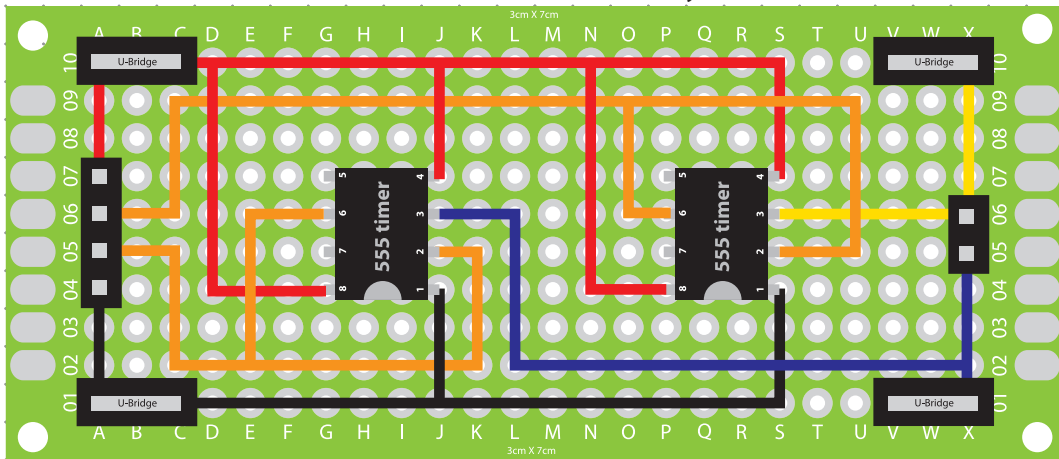 3cm X 7cm
A B C D E F G H I J K L M N O P Q R S T U V W X
10 U-Bridge U-Bridge 10
09 09
08 08
07 5 4 5 4 07
06 6 3 6 3 06
555 timer 555 timer
05 7 2 7 2 05
04 8 1 8 1 04
03 03
02 02
01 U-Bridge U-Bridge 01
A B C D E F G H I J K L M N O P Q R S T U V W X
3cm X 7cm